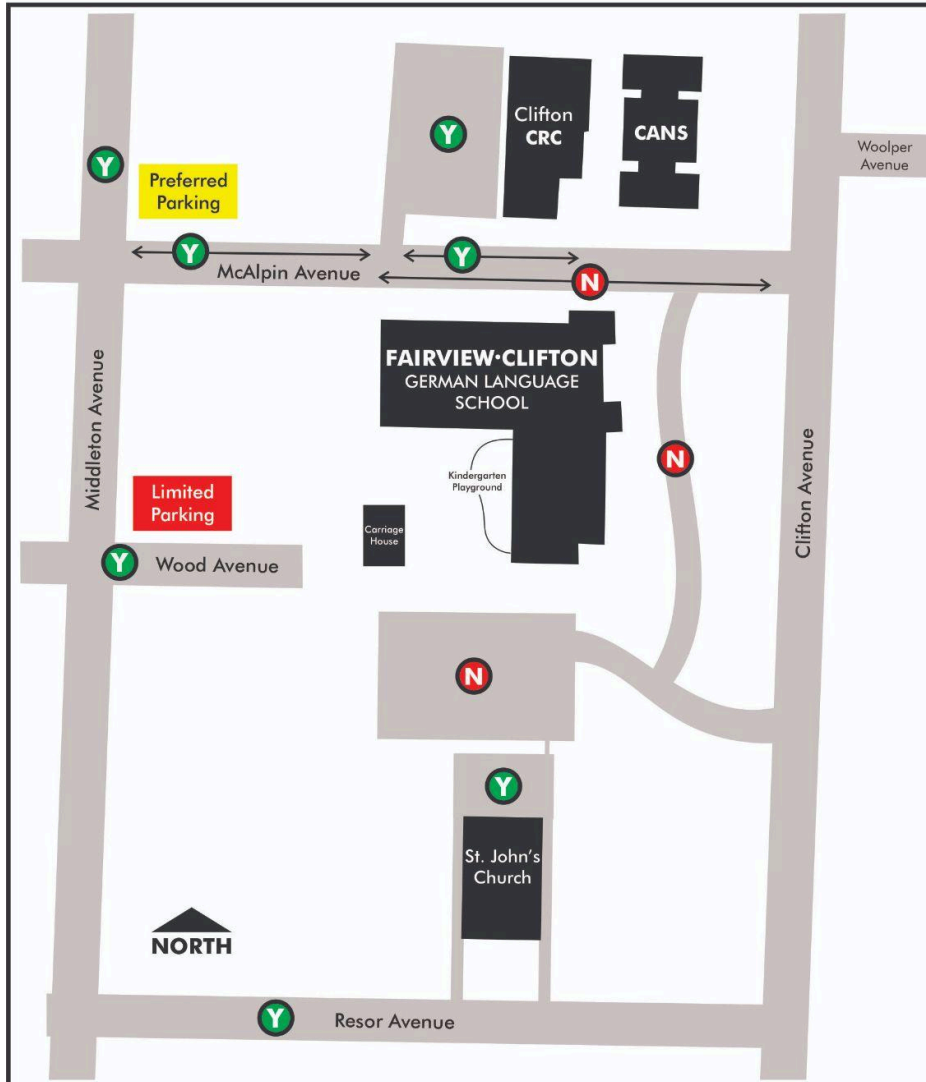 Y
Clifton
CRC
CANS
Woolper
Avenue
Y
Preferred
Parking
Y
Y
McAlpin Avenue
N
FAIRVIEW•CLIFTON
GERMAN LANGUAGE
SCHOOL
Middleton Avenue
Clifton Avenue
N
Kindergarten
Playground
Limited
Parking
Carriage
House
Y
Wood Avenue
N
Y
St. John's
Church
NORTH
Y
Resor Avenue